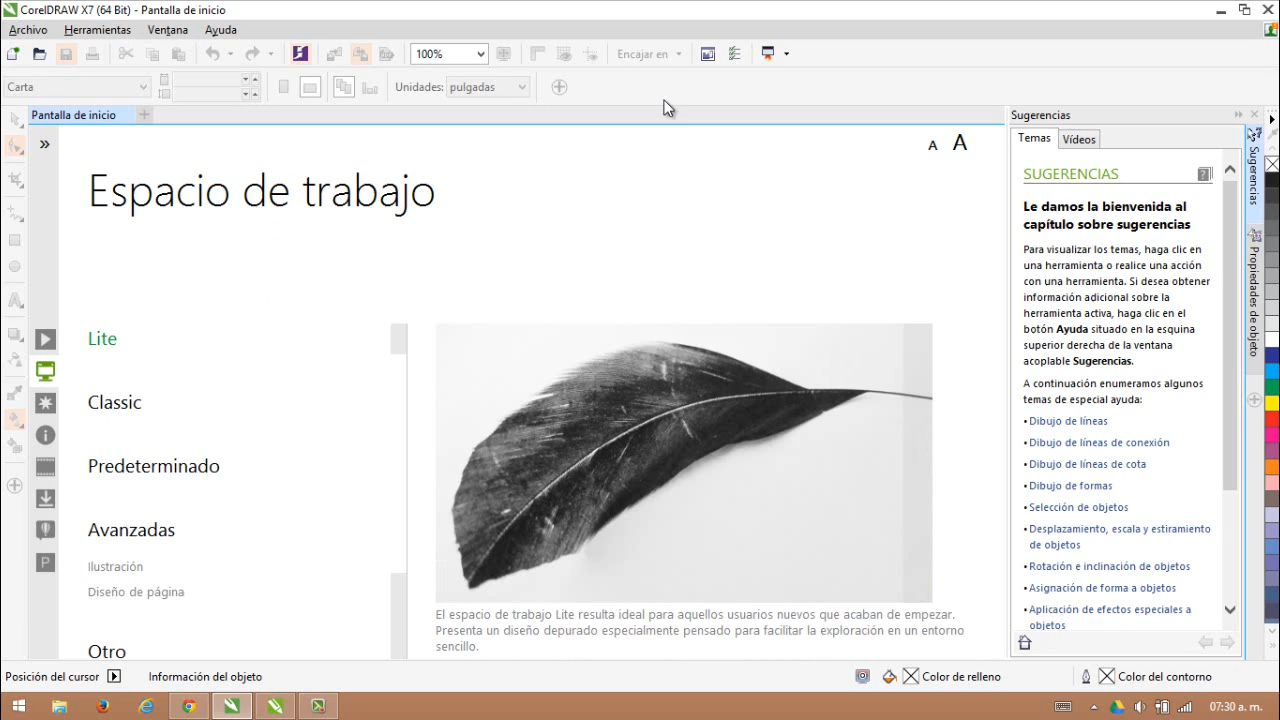 CorelDRAW X7 (64 Bit) - Pantalla de inicio
Archivo Herramientas Ventana Ayuda
100% Encajar en
Carta Unidades: pulgadas
Pantalla de inicio
A A
Espacio de trabajo
Lite
Classic
Predeterminado
Avanzadas
Ilustración
Diseño de página
Otro
El espacio de trabajo Lite resulta ideal para aquellos usuarios nuevos que acaban de empezar.
Presenta un diseño depurado especialmente pensado para facilitar la exploración en un entorno
sencillo.
Sugerencias
Temas Vídeos
SUGERENCIAS
Le damos la bienvenida al
capítulo sobre sugerencias
Para visualizar los temas, haga clic en
una herramienta o realice una acción
con una herramienta. Si desea obtener
información adicional sobre la
herramienta activa, haga clic en el
botón Ayuda situado en la esquina
superior derecha de la ventana
acoplable Sugerencias.
A continuación enumeramos algunos
temas de especial ayuda:
• Dibujo de líneas
• Dibujo de líneas de conexión
• Dibujo de líneas de cota
• Dibujo de formas
• Selección de objetos
• Desplazamiento, escala y estiramiento
de objetos
• Rotación e inclinación de objetos
• Asignación de forma a objetos
• Aplicación de efectos especiales a
objetos
Sugerencias
Propiedades de objeto
Posición del cursor Información del objeto Color de relleno Color del contorno
07:30 a. m.